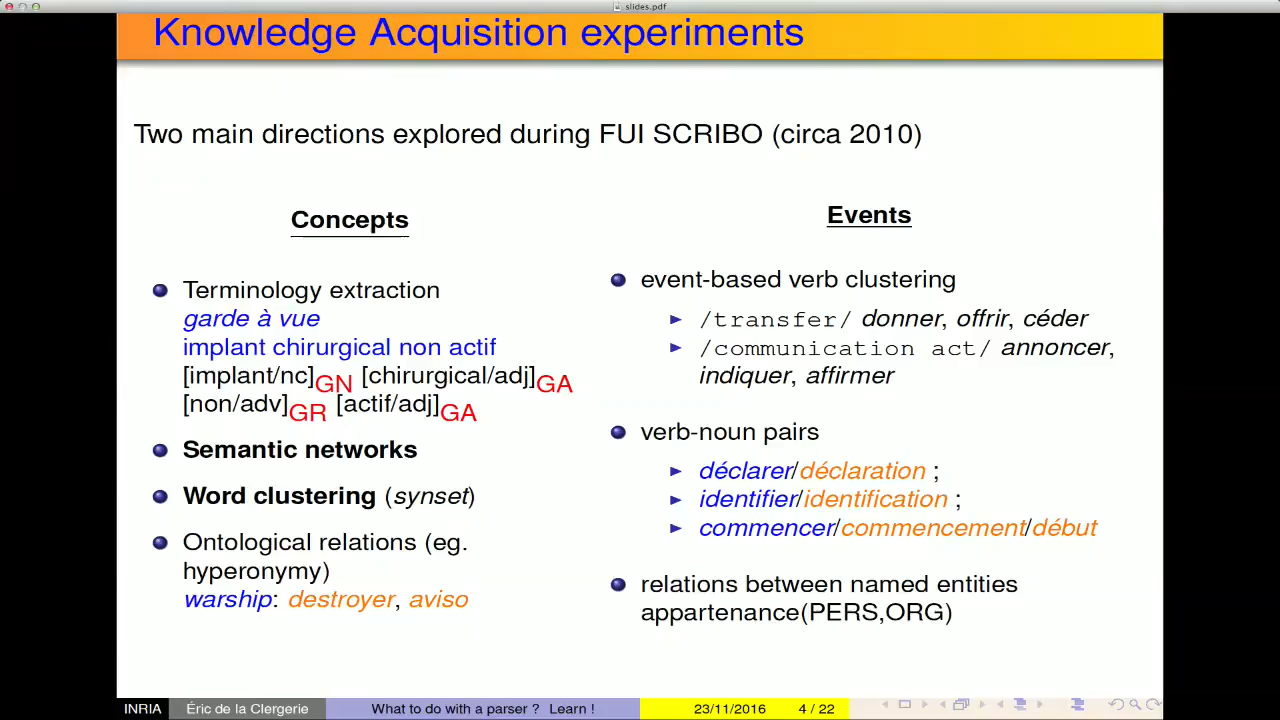 slides.pdf
Knowledge Acquisition experiments
Two main directions explored during FUI SCRIBO (circa 2010)
Concepts
Terminology extraction
garde à vue
implant chirurgical non actif
[implant/nc]GN [chirurgical/adj]GA
[non/adv]GR [actif/adj]GA
Semantic networks
Word clustering (synset)
Ontological relations (eg.
hyperonymy)
warship: destroyer, aviso
Events
event-based verb clustering
/transfer/ donner, offrir, céder
/communication act/ annoncer,
indiquer, affirmer
verb-noun pairs
déclarer/déclaration ;
identifier/identification ;
commencer/commencement/début
relations between named entities
appartenance(PERS,ORG)
INRIA Éric de la Clergerie What to do with a parser ? Learn ! 23/11/2016 4 / 22